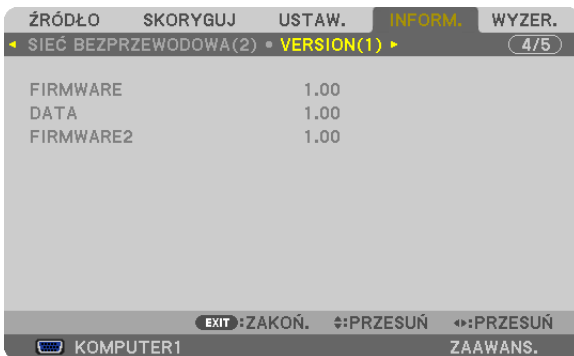 ŹRÓDŁO SKORYGUJ USTAW. INFORM. WYZER.
SIEĆ BEZPRZEWODOWA(2) • VERSION(1) 4/5
FIRMWARE 1.00
DATA 1.00
FIRMWARE2 1.00
EXIT :ZAKOŃ. :PRZESUŃ :PRZESUŃ
KOMPUTER1 ZAAWANS.